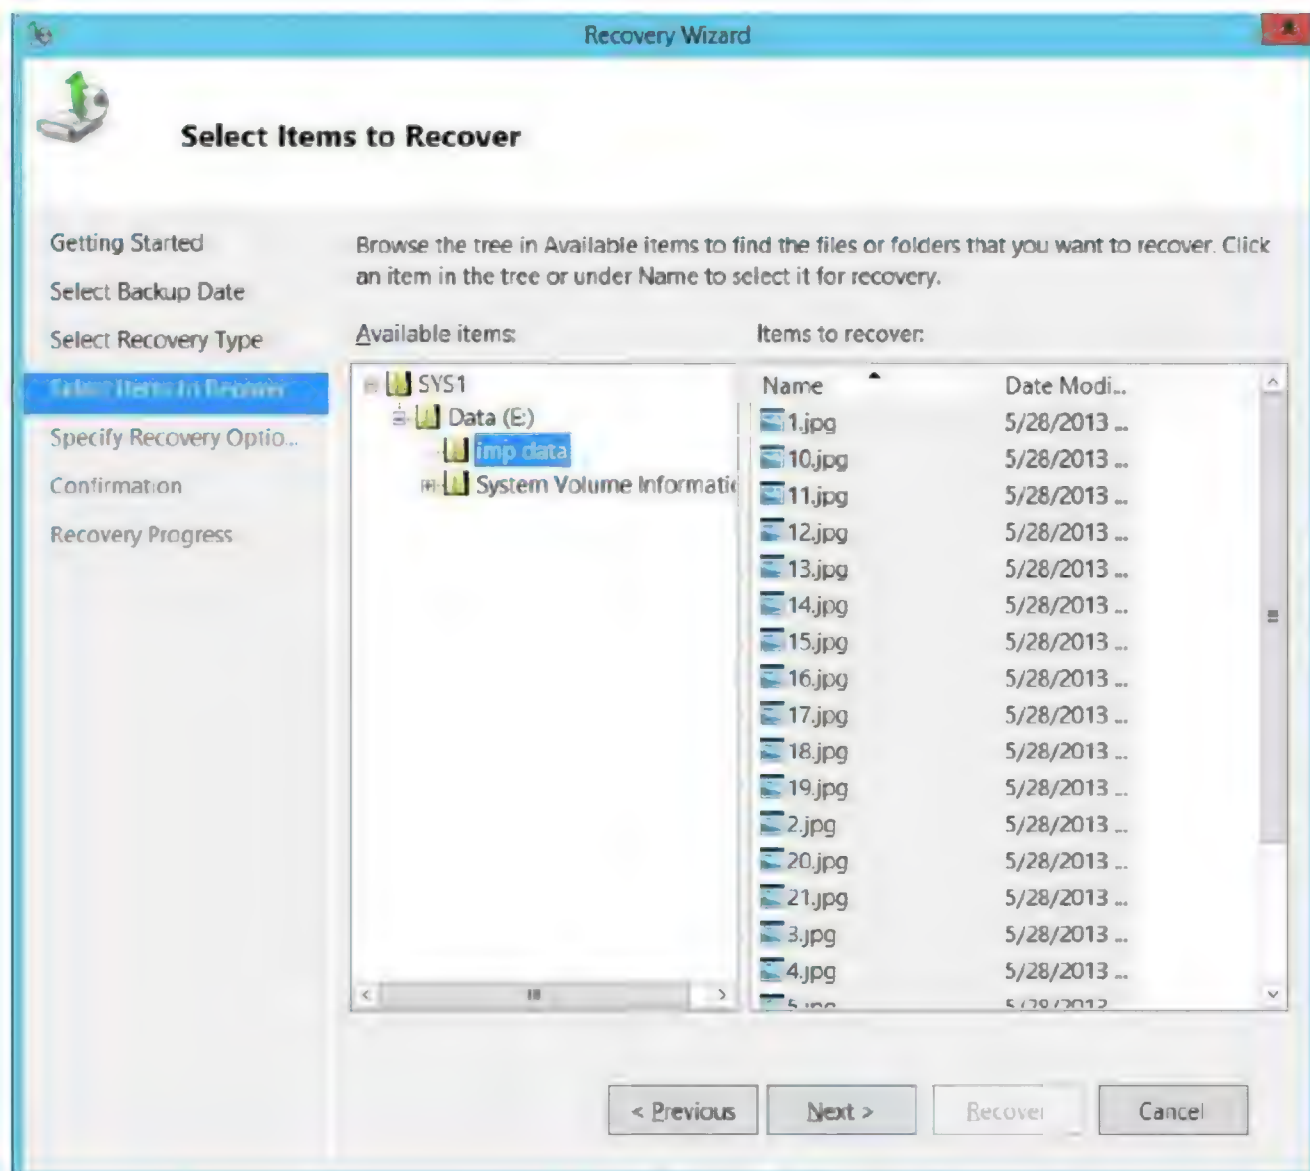 Recovery Wizard
Select Items to Recover
Getting Started
Select Backup Date
Select Recovery Type
Select Items to Recover
Specify Recovery Optio...
Confirmation
Recovery Progress
Browse the tree in Available items to find the files or folders that you want to recover. Click
an item in the tree or under Name to select it for recovery.
Available items:
SYS1
Data (E:)
imp data
System Volume Informatic
Items to recover:
Name Date Modi...
1.jpg 5/28/2013 ...
10.jpg 5/28/2013 ...
11.jpg 5/28/2013 ...
12.jpg 5/28/2013 ...
13.jpg 5/28/2013 ...
14.jpg 5/28/2013 ...
15.jpg 5/28/2013 ...
16.jpg 5/28/2013 ...
17.jpg 5/28/2013 ...
18.jpg 5/28/2013 ...
19.jpg 5/28/2013 ...
2.jpg 5/28/2013 ...
20.jpg 5/28/2013 ...
21.jpg 5/28/2013 ...
3.jpg 5/28/2013 ...
4.jpg 5/28/2013 ...
< Previous Next > Recover Cancel